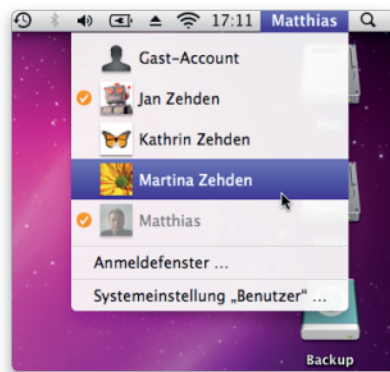 17:11 Matthias
Gast-Account
Jan Zehden
Kathrin Zehden
Martina Zehden
Matthias
Anmeldefenster ...
Systemeinstellung „Benutzer“ ...
Backup